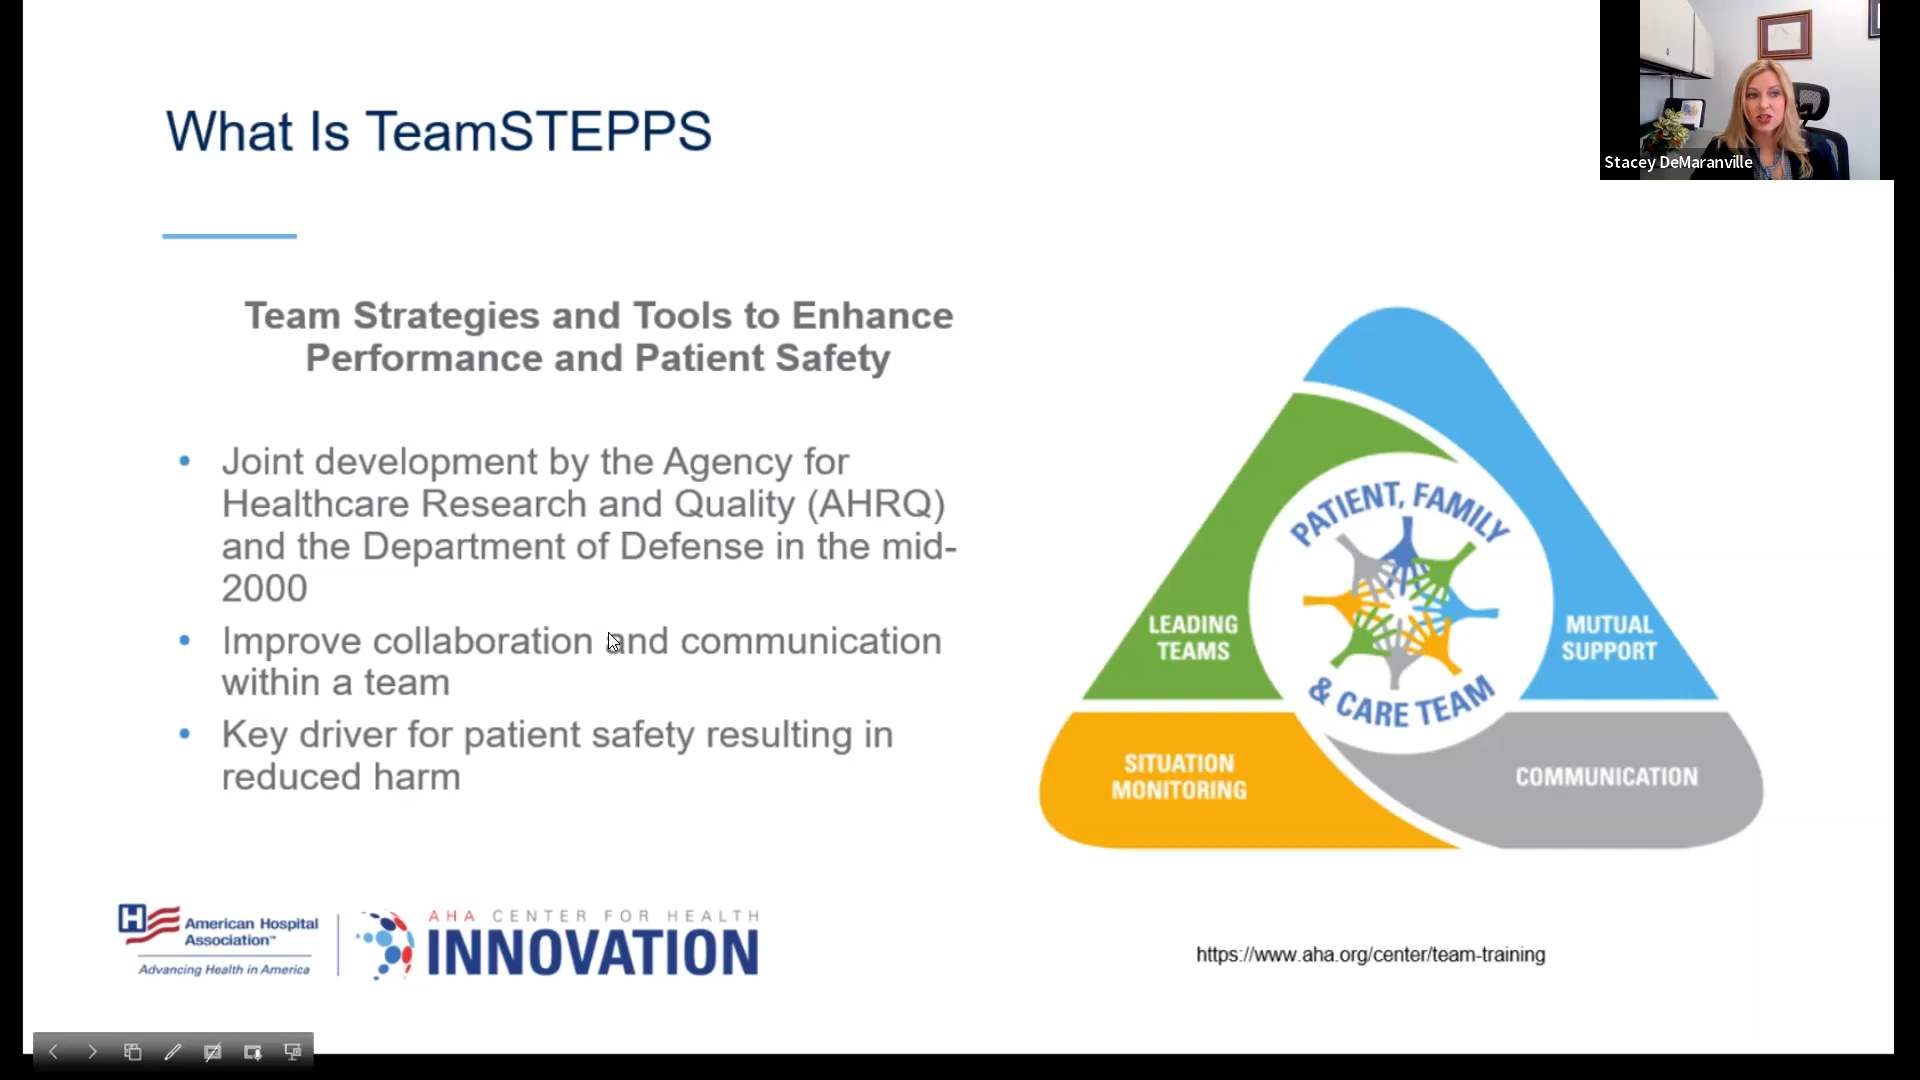 What Is TeamSTEPPS
Stacey DeMaranville
Team Strategies and Tools to Enhance
Performance and Patient Safety
• Joint development by the Agency for
Healthcare Research and Quality (AHRQ)
and the Department of Defense in the mid-
2000
• Improve collaboration and communication
within a team
• Key driver for patient safety resulting in
reduced harm
PATIENT, FAMILY
& CARE TEAM
LEADING
TEAMS
MUTUAL
SUPPORT
SITUATION
MONITORING
COMMUNICATION
H
American Hospital
Association™
Advancing Health in America
AHA CENTER FOR HEALTH
INNOVATION
https://www.aha.org/center/team-training